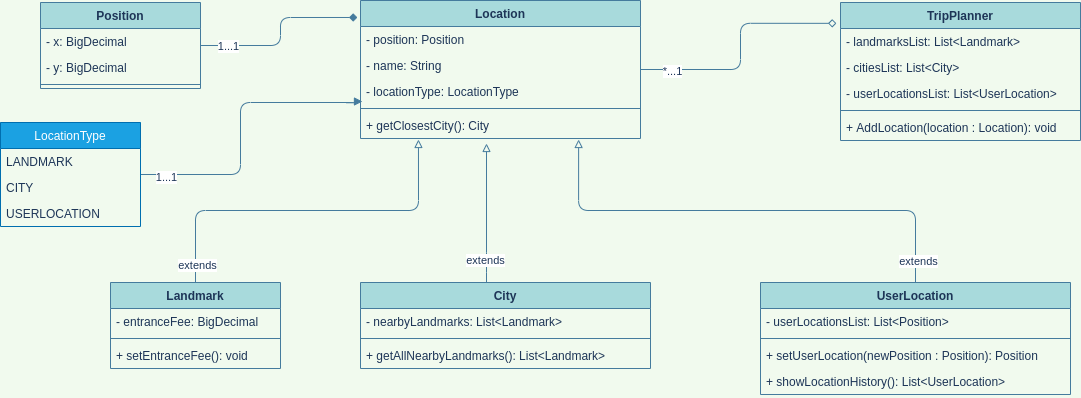 Position
- x: BigDecimal
- y: BigDecimal
1...1
Location
- position: Position
- name: String
- locationType: LocationType
+ getClosestCity(): City
*...1
TripPlanner
- landmarksList: List<Landmark>
- citiesList: List<City>
- userLocationsList: List<UserLocation>
+ AddLocation(location : Location): void
LocationType
LANDMARK
CITY
USERLOCATION
1...1
extends
extends
extends
Landmark
- entranceFee: BigDecimal
+ setEntranceFee(): void
City
- nearbyLandmarks: List<Landmark>
+ getAllNearbyLandmarks(): List<Landmark>
UserLocation
- userLocationsList: List<Position>
+ setUserLocation(newPosition : Position): Position
+ showLocationHistory(): List<UserLocation>